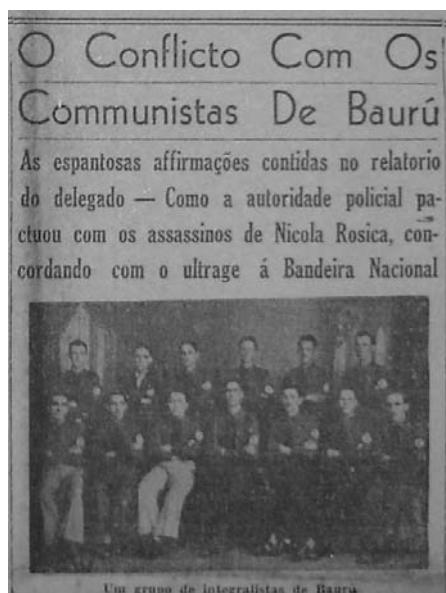 O Conflicto Com Os
Communistas De Baurú
As espantosas affirmações contidas no relatorio
do delegado — Como a autoridade policial pa-
ctuou com os assassinos de Nicola Rosica, con-
cordando com o ultrage á Bandeira Nacional
Um grupo de integralistas de Baurú